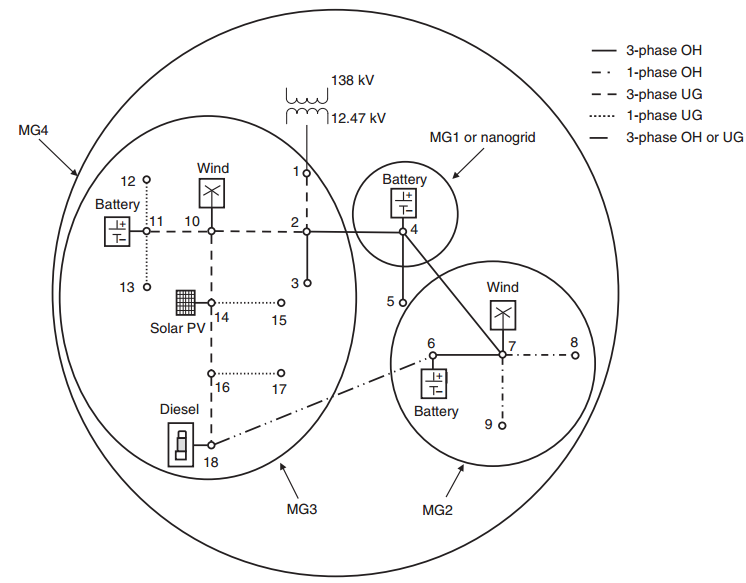 3-phase OH
1-phase OH
3-phase UG
1-phase UG
3-phase OH or UG
138 kV
12.47 kV
MG4
MG1 or nanogrid
Wind
Battery
12
1
Battery
11
10
2
4
13
3
Wind
5
Solar PV
14
15
6
7
8
16
17
Battery
Diesel
9
18
MG3
MG2